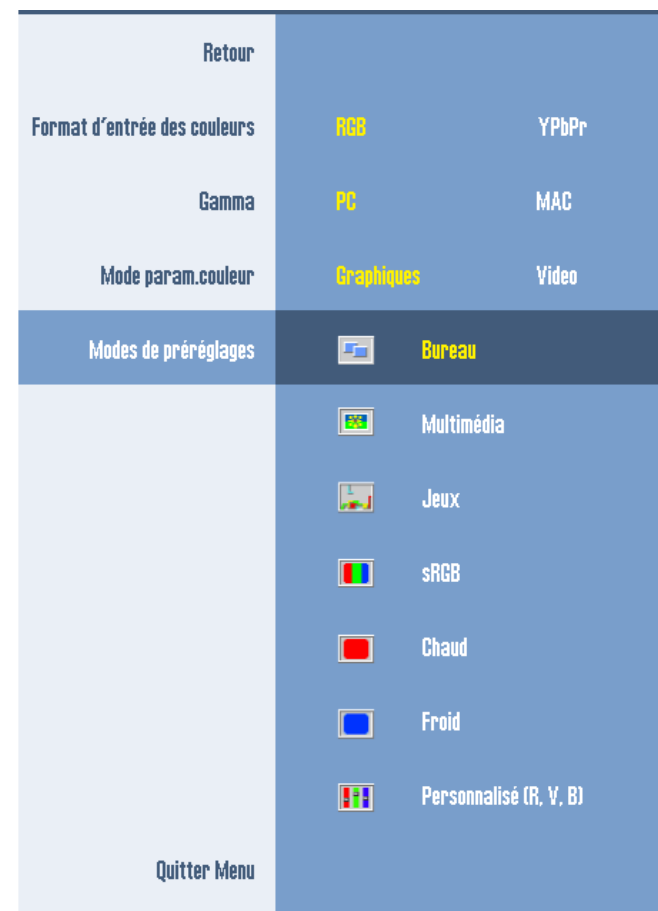 Retour
Format d'entrée des couleurs RGB YPbPr
Gamma PC MAC
Mode param.couleur Graphiques Video
Modes de préréglages Bureau
Multimédia
Jeux
sRGB
Chaud
Froid
Personnalisé (R, V, B)
Quitter Menu